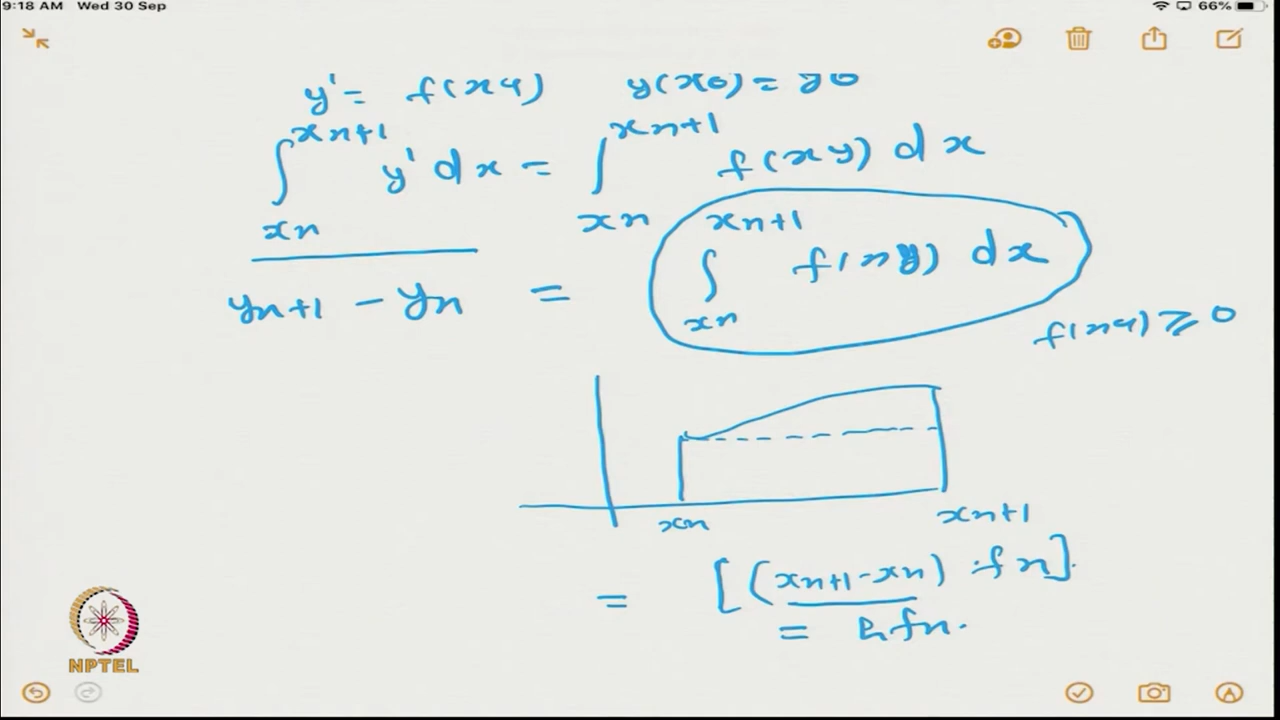 9:18 AM Wed 30 Sep 66%
y' = f(xy) y(x0) = y0
∫_{xn}^{xn+1} y' dx = ∫_{xn}^{xn+1} f(xy) dx
yn+1 - yn = ∫_{xn}^{xn+1} f(xy) dx
f(xy) ≥ 0
xn xn+1
= [(xn+1 - xn) · fn].
= hfn.
NPTEL